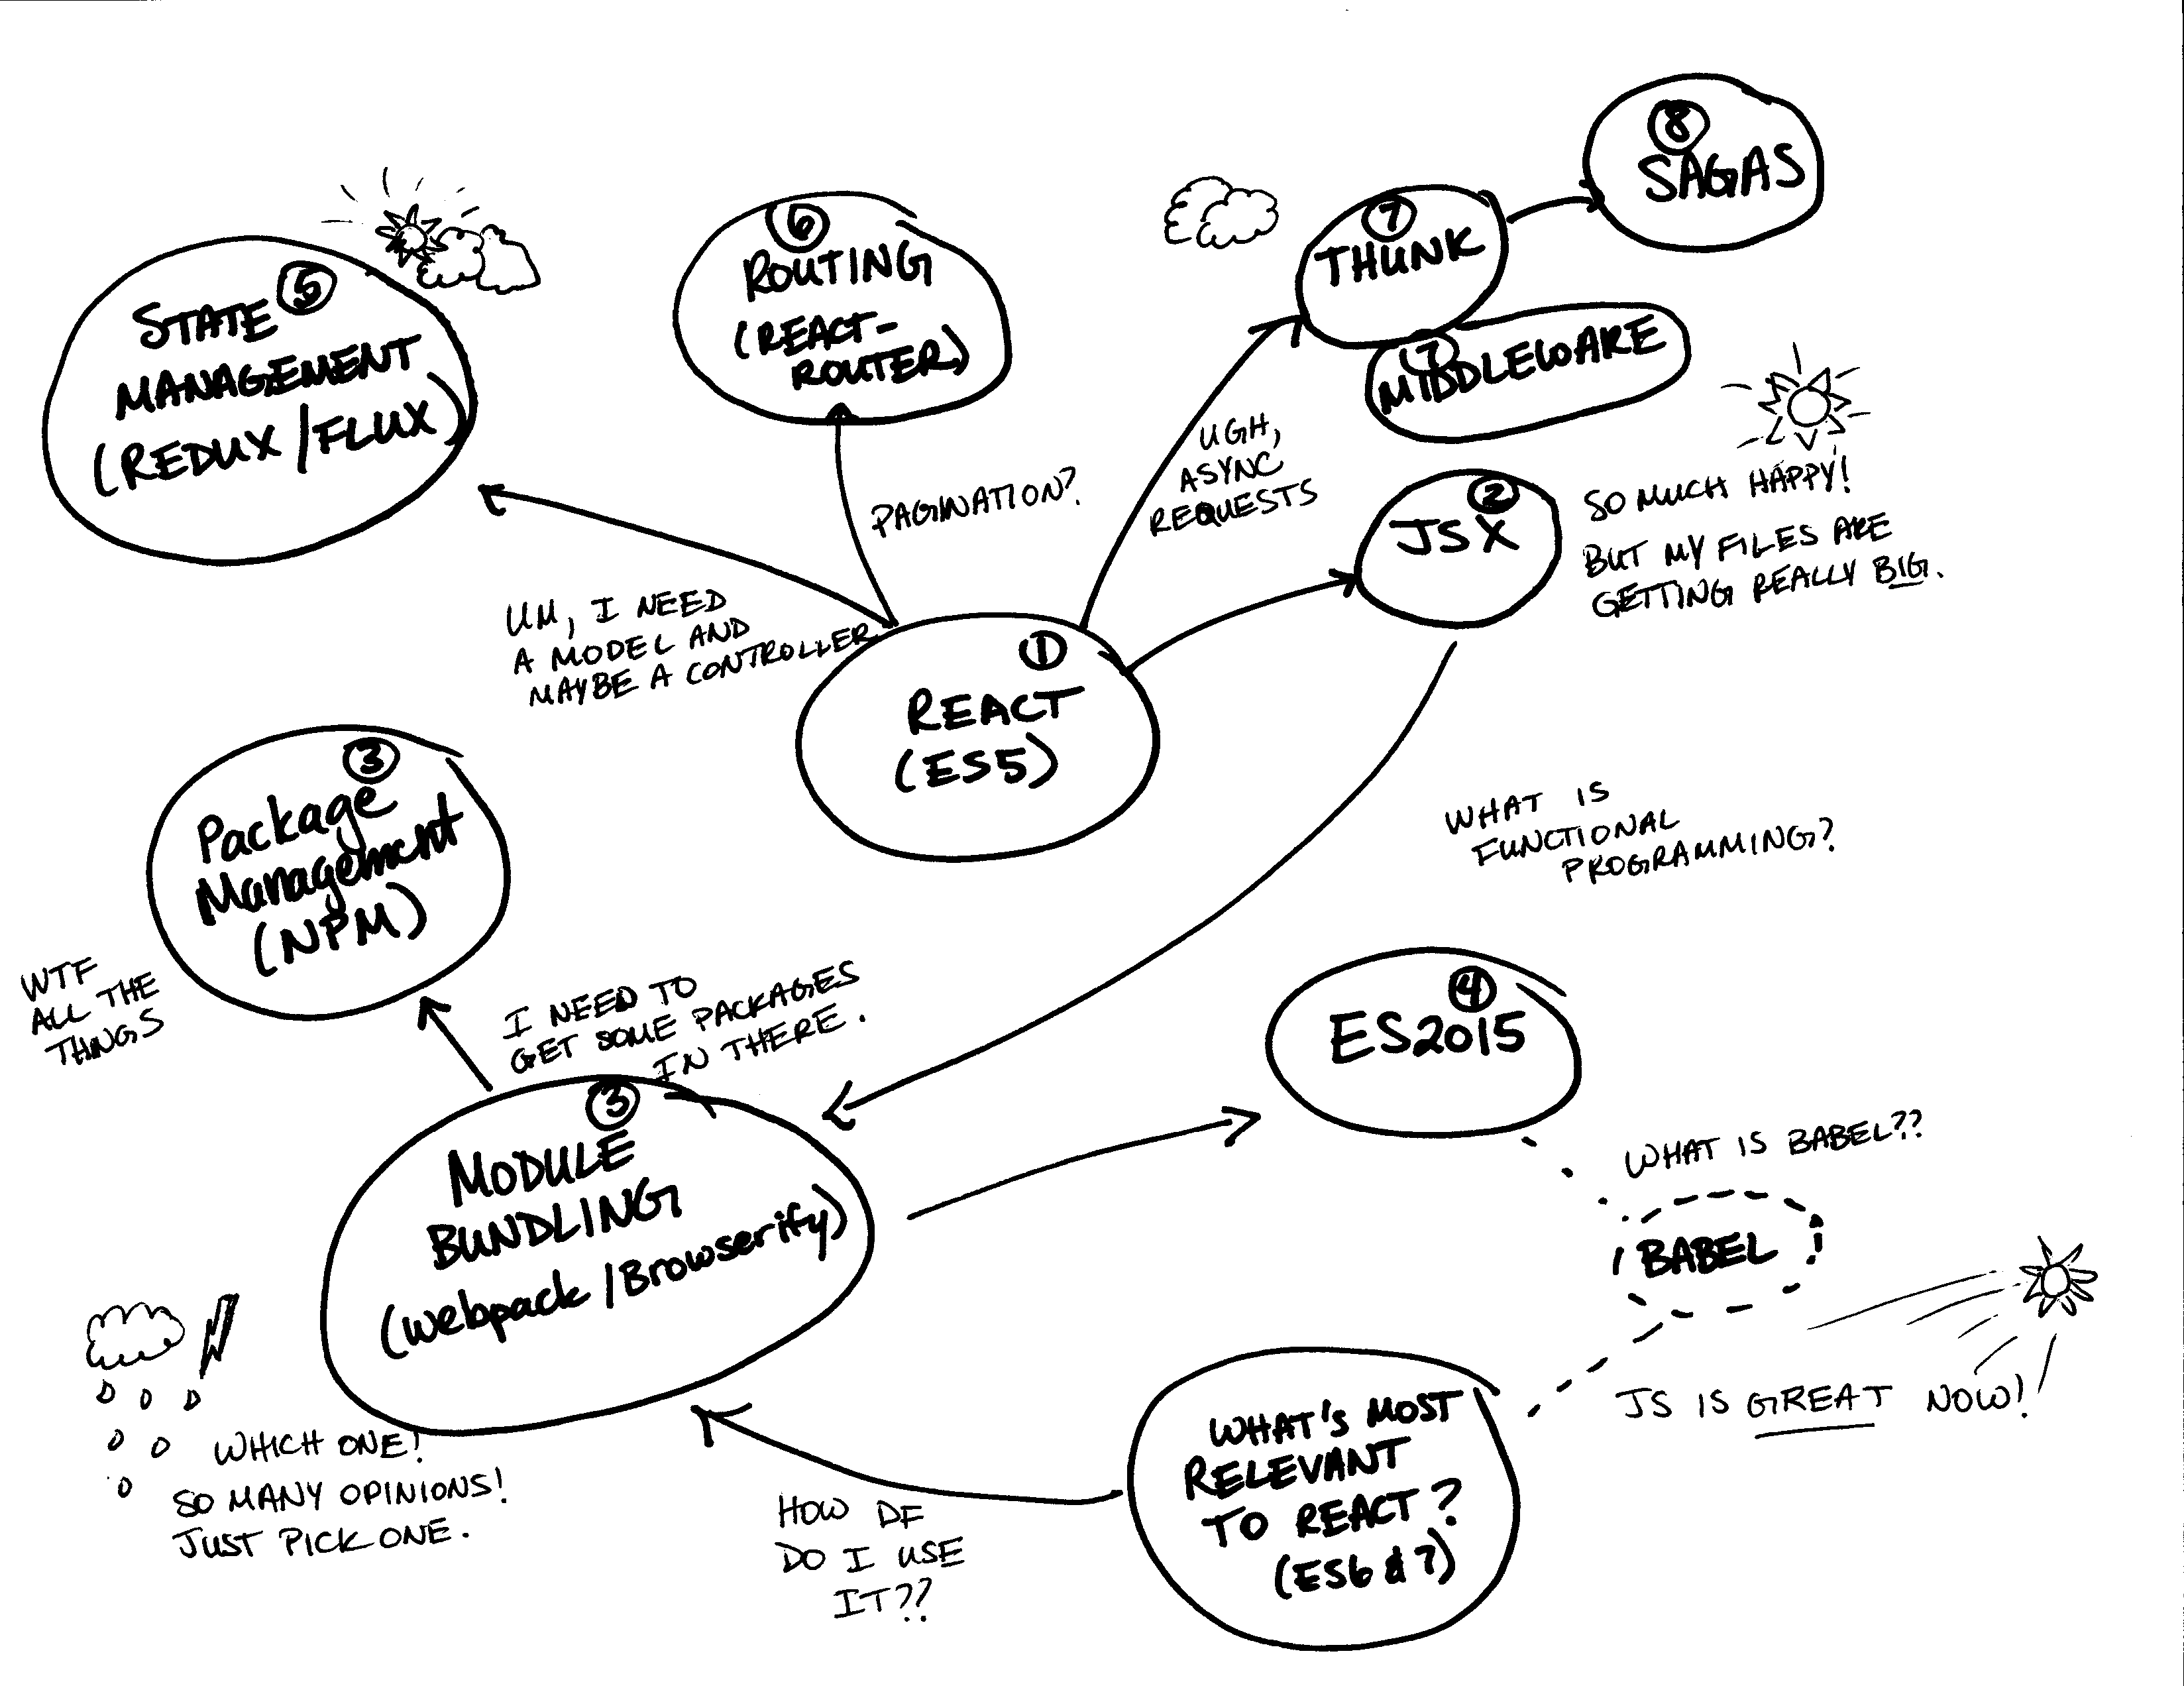 8
SAGAS
7
THUNK
7
MIDDLEWARE
6
ROUTING
(REACT-
ROUTER)
STATE 5
MANAGEMENT
(REDUX/FLUX)
PAGINATION?
UGH,
ASYNC
REQUESTS
2
JSX
SO MUCH HAPPY!
BUT MY FILES ARE
GETTING REALLY BIG.
UM, I NEED
A MODEL AND
MAYBE A CONTROLLER
1
REACT
(ES5)
3
Package
Management
(NPM)
WHAT IS
FUNCTIONAL
PROGRAMMING?
WTF
ALL THE
THINGS
I NEED TO
GET SOME PACKAGES
IN THERE.
4
ES2015
3
MODULE
BUNDLING
(webpack/Browserify)
WHAT IS BABEL??
BABEL
JS IS GREAT NOW!
WHICH ONE!
SO MANY OPINIONS!
JUST PICK ONE.
HOW DF
DO I USE
IT??
WHAT'S MOST
RELEVANT
TO REACT?
(ES6 & 7)